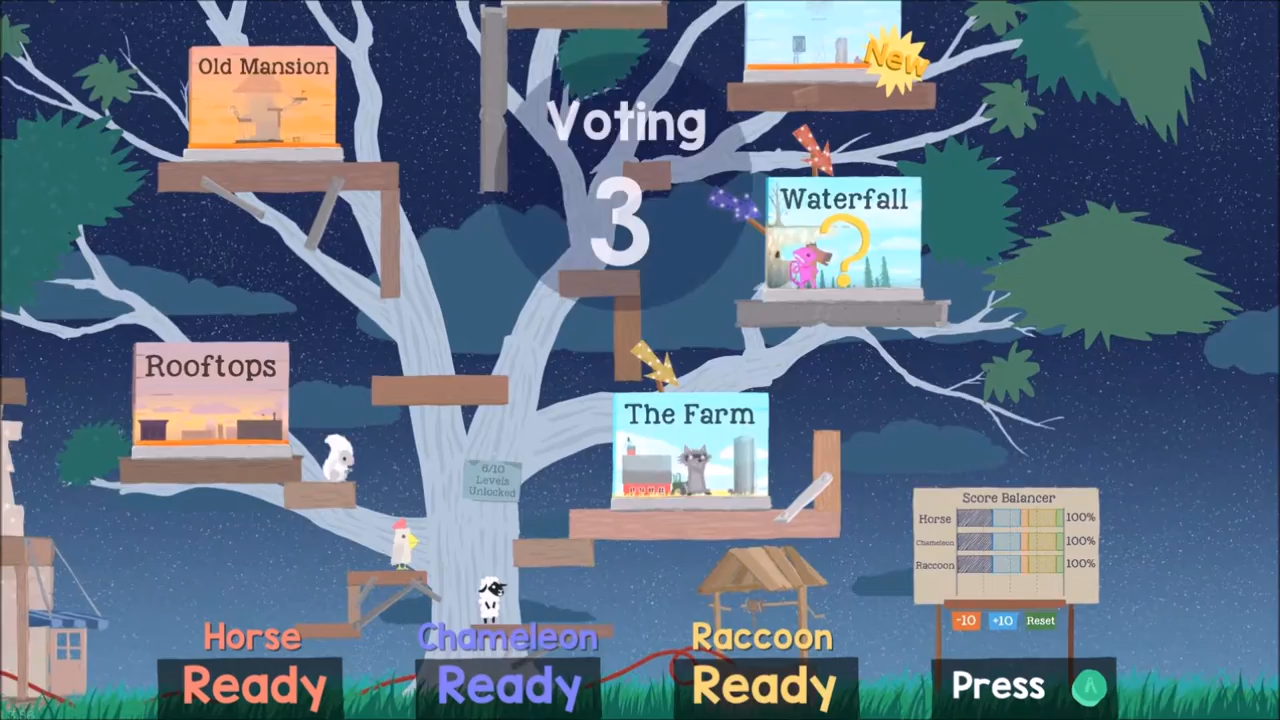 Old Mansion
New
Voting
3
Waterfall
?
Rooftops
The Farm
6/10
Levels
Unlocked
Score Balancer
Horse 100%
Chameleon 100%
Raccoon 100%
-10 +10 Reset
Horse Chameleon Raccoon
Ready Ready Ready Press A